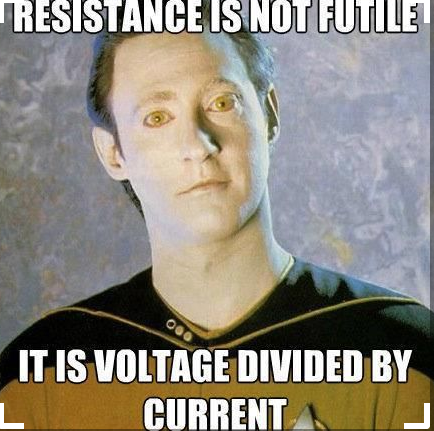 RESISTANCE IS NOT FUTILE
IT IS VOLTAGE DIVIDED BY
CURRENT